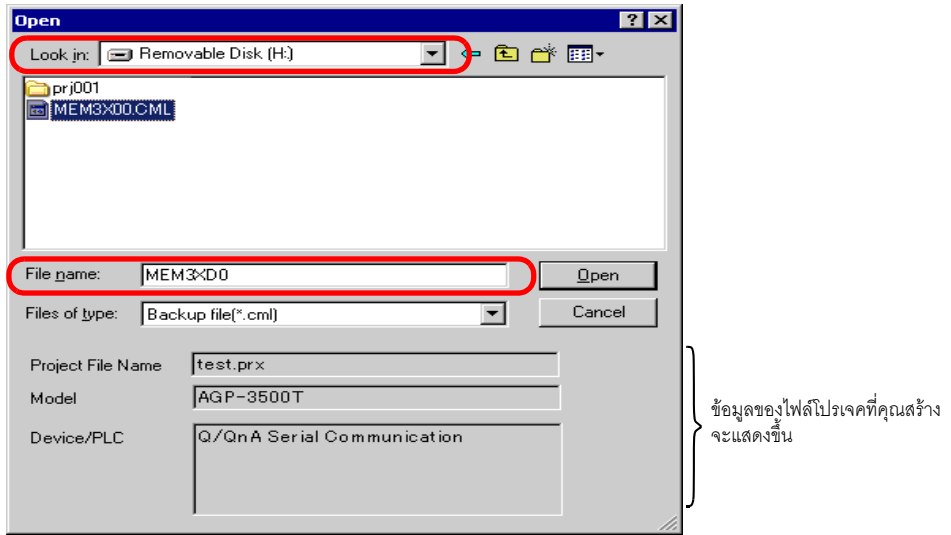 Open
Look in: Removable Disk (H:)
prj001
MEM3X00.CML
File name: MEM3XD0 Open
Files of type: Backup file(*.cml) Cancel
Project File Name test.prx
Model AGP-3500T
Device/PLC Q/QnA Serial Communication
ข้อมูลของไฟล์โปรเจคที่คุณสร้าง
จะแสดงขึ้น